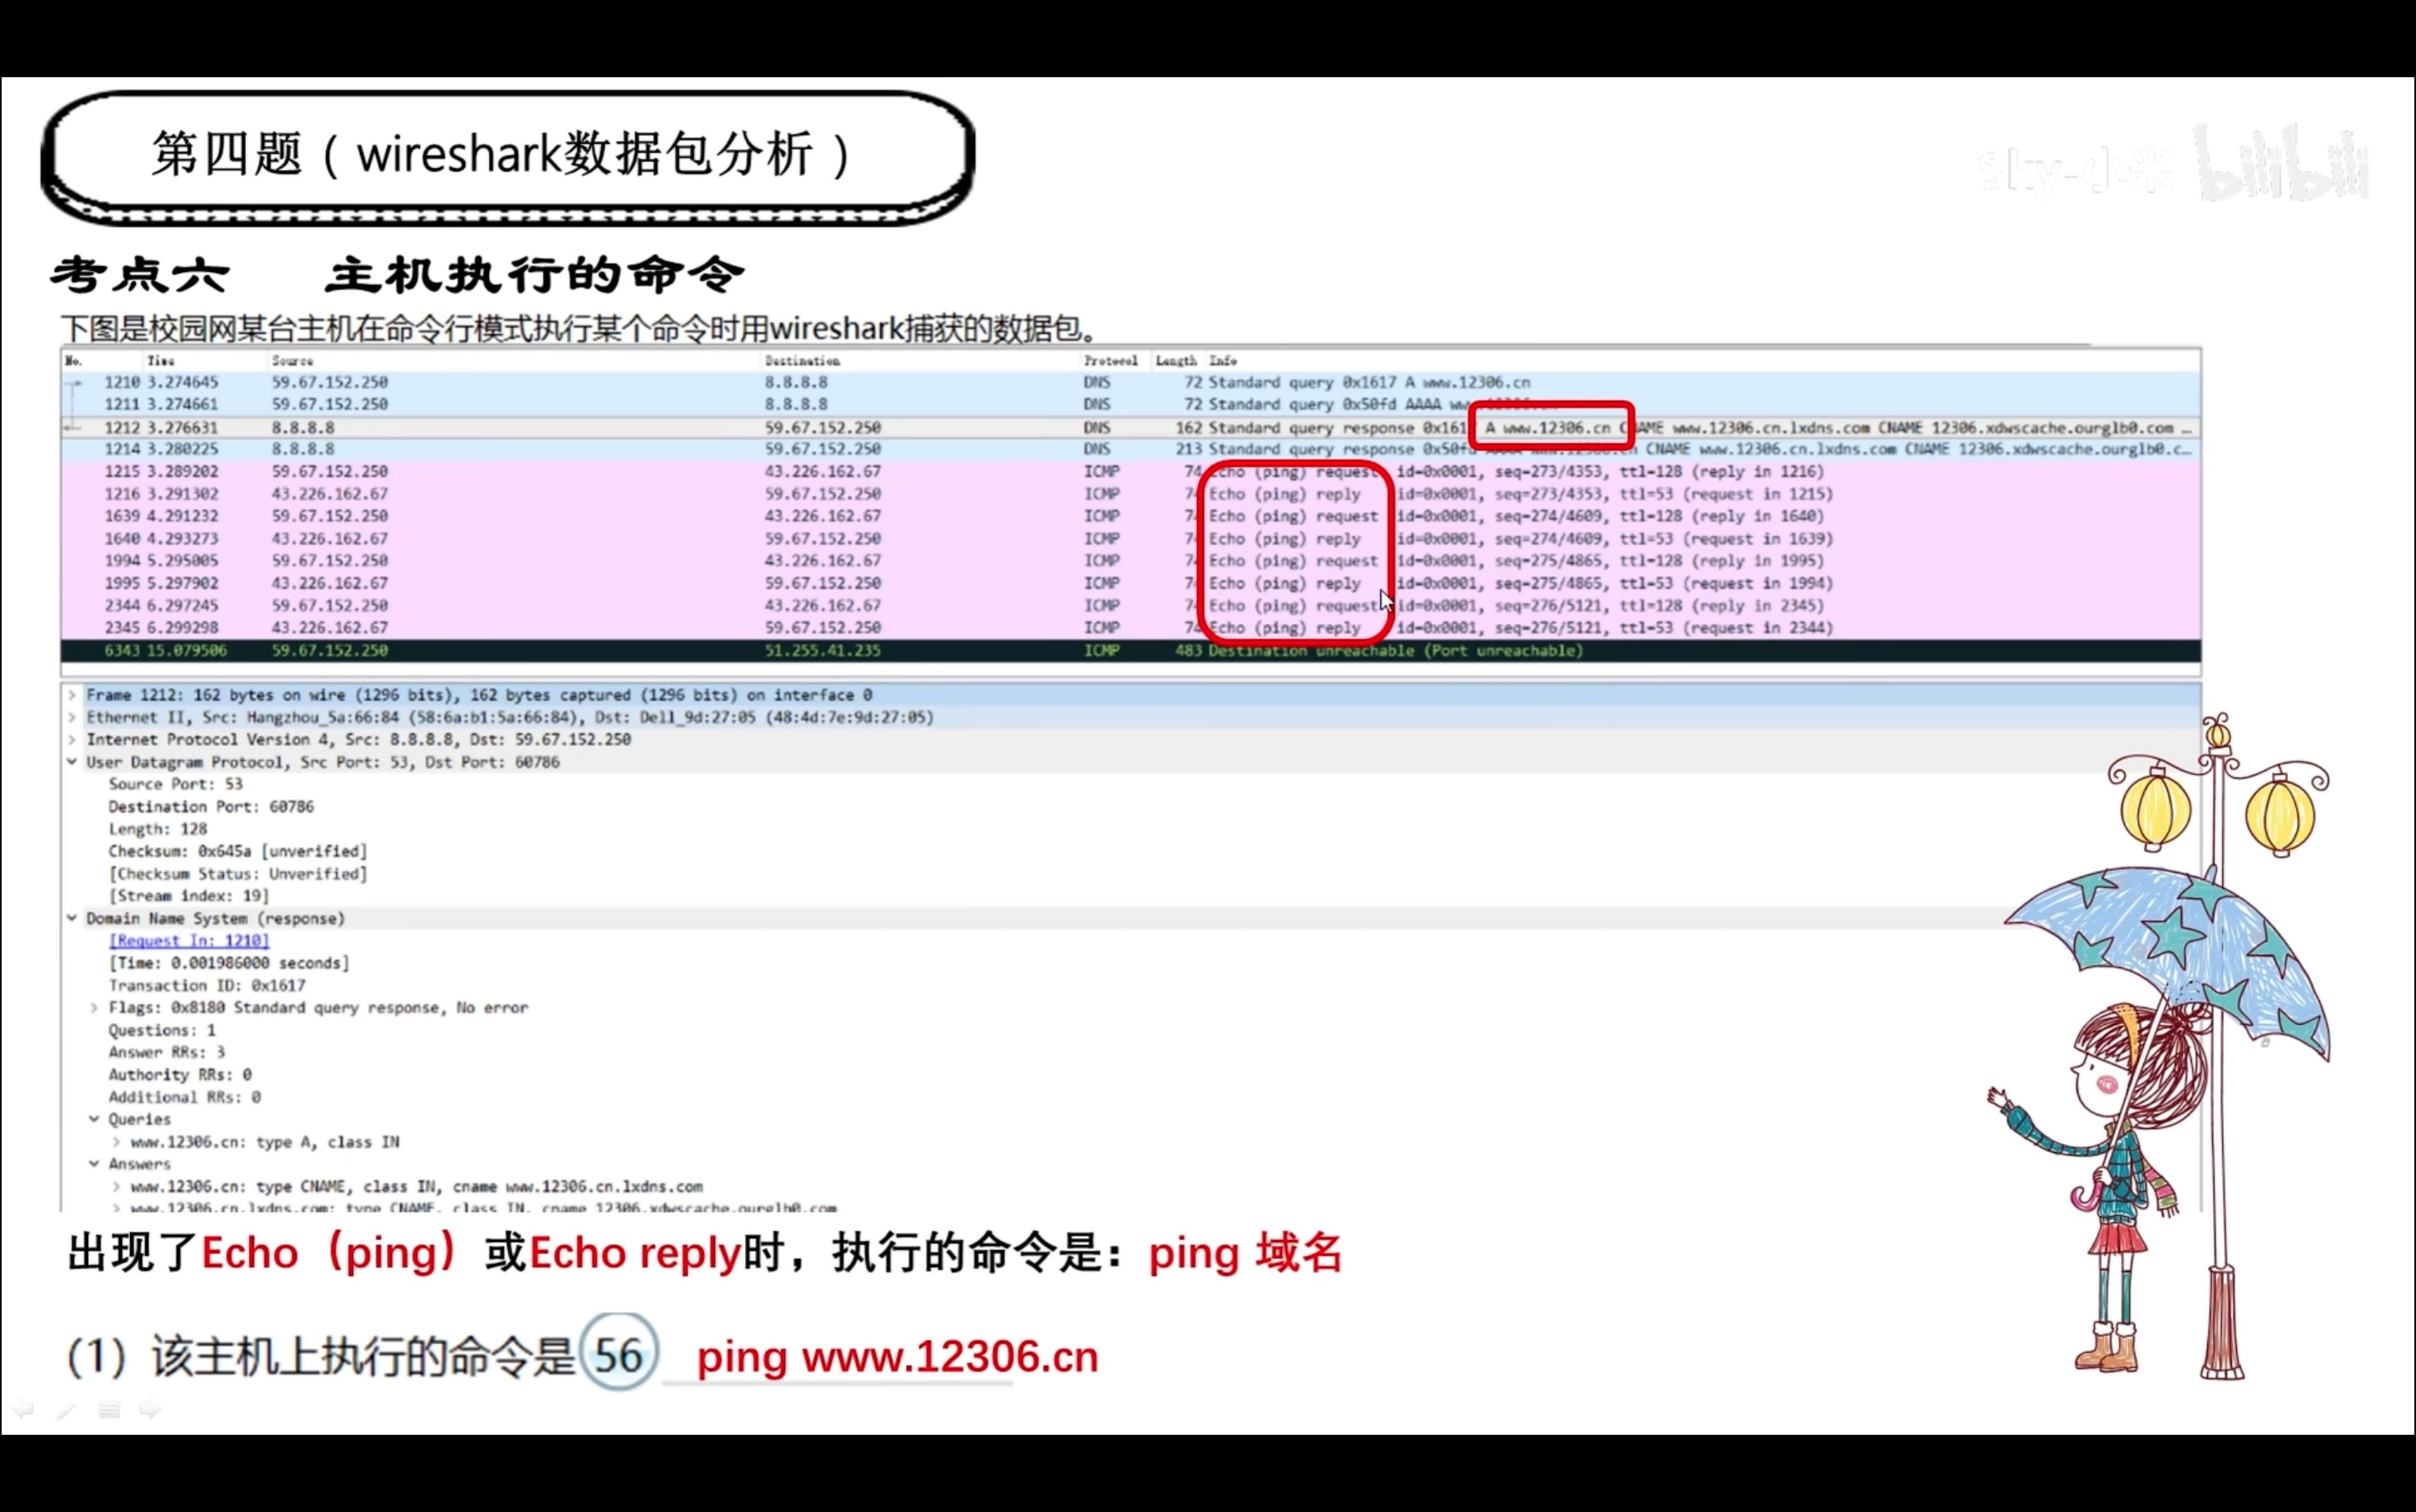 第四题（wireshark数据包分析）
Sky-小米 bilibili
考点六 主机执行的命令
下图是校园网某台主机在命令行模式执行某个命令时用wireshark捕获的数据包。
No. Time Source Destination Protocol Length Info
1210 3.274645 59.67.152.250 8.8.8.8 DNS 72 Standard query 0x1617 A www.12306.cn
1211 3.274661 59.67.152.250 8.8.8.8 DNS 72 Standard query 0x50fd AAAA
1212 3.276631 8.8.8.8 59.67.152.250 DNS 162 Standard query response 0x161 A www.12306.cn CNAME www.12306.cn.lxdns.com CNAME 12306.xdwscache.ourglb0.com …
1214 3.280225 8.8.8.8 59.67.152.250 DNS 213 Standard query response CNAME www.12306.cn.lxdns.com CNAME 12306.xdwscache.ourglb0.c…
1215 3.289202 59.67.152.250 43.226.162.67 ICMP 74 Echo (ping) request id=0x0001, seq=273/4353, ttl=128 (reply in 1216)
1216 3.291302 43.226.162.67 59.67.152.250 ICMP 74 Echo (ping) reply id=0x0001, seq=273/4353, ttl=53 (request in 1215)
1639 4.291232 59.67.152.250 43.226.162.67 ICMP 74 Echo (ping) request id=0x0001, seq=274/4609, ttl=128 (reply in 1640)
1640 4.293273 43.226.162.67 59.67.152.250 ICMP 74 Echo (ping) reply id=0x0001, seq=274/4609, ttl=53 (request in 1639)
1994 5.295005 59.67.152.250 43.226.162.67 ICMP 74 Echo (ping) request id=0x0001, seq=275/4865, ttl=128 (reply in 1995)
1995 5.297902 43.226.162.67 59.67.152.250 ICMP 74 Echo (ping) reply id=0x0001, seq=275/4865, ttl=53 (request in 1994)
2344 6.297245 59.67.152.250 43.226.162.67 ICMP 74 Echo (ping) request id=0x0001, seq=276/5121, ttl=128 (reply in 2345)
2345 6.299298 43.226.162.67 59.67.152.250 ICMP 74 Echo (ping) reply id=0x0001, seq=276/5121, ttl=53 (request in 2344)
6343 15.079506 59.67.152.250 51.255.41.235 ICMP 483 Destination unreachable (Port unreachable)
Frame 1212: 162 bytes on wire (1296 bits), 162 bytes captured (1296 bits) on interface 0
Ethernet II, Src: Hangzhou_5a:66:84 (58:6a:b1:5a:66:84), Dst: Dell_9d:27:05 (48:4d:7e:9d:27:05)
Internet Protocol Version 4, Src: 8.8.8.8, Dst: 59.67.152.250
User Datagram Protocol, Src Port: 53, Dst Port: 60786
Source Port: 53
Destination Port: 60786
Length: 128
Checksum: 0x645a [unverified]
[Checksum Status: Unverified]
[Stream index: 19]
Domain Name System (response)
[Request In: 1210]
[Time: 0.001986000 seconds]
Transaction ID: 0x1617
Flags: 0x8180 Standard query response, No error
Questions: 1
Answer RRs: 3
Authority RRs: 0
Additional RRs: 0
Queries
www.12306.cn: type A, class IN
Answers
www.12306.cn: type CNAME, class IN, cname www.12306.cn.lxdns.com
www.12306.cn.lxdns.com: type CNAME, class IN, cname 12306.xdwscache.ourglb0.com
出现了Echo（ping）或Echo reply时，执行的命令是：ping 域名
(1) 该主机上执行的命令是 56 ping www.12306.cn